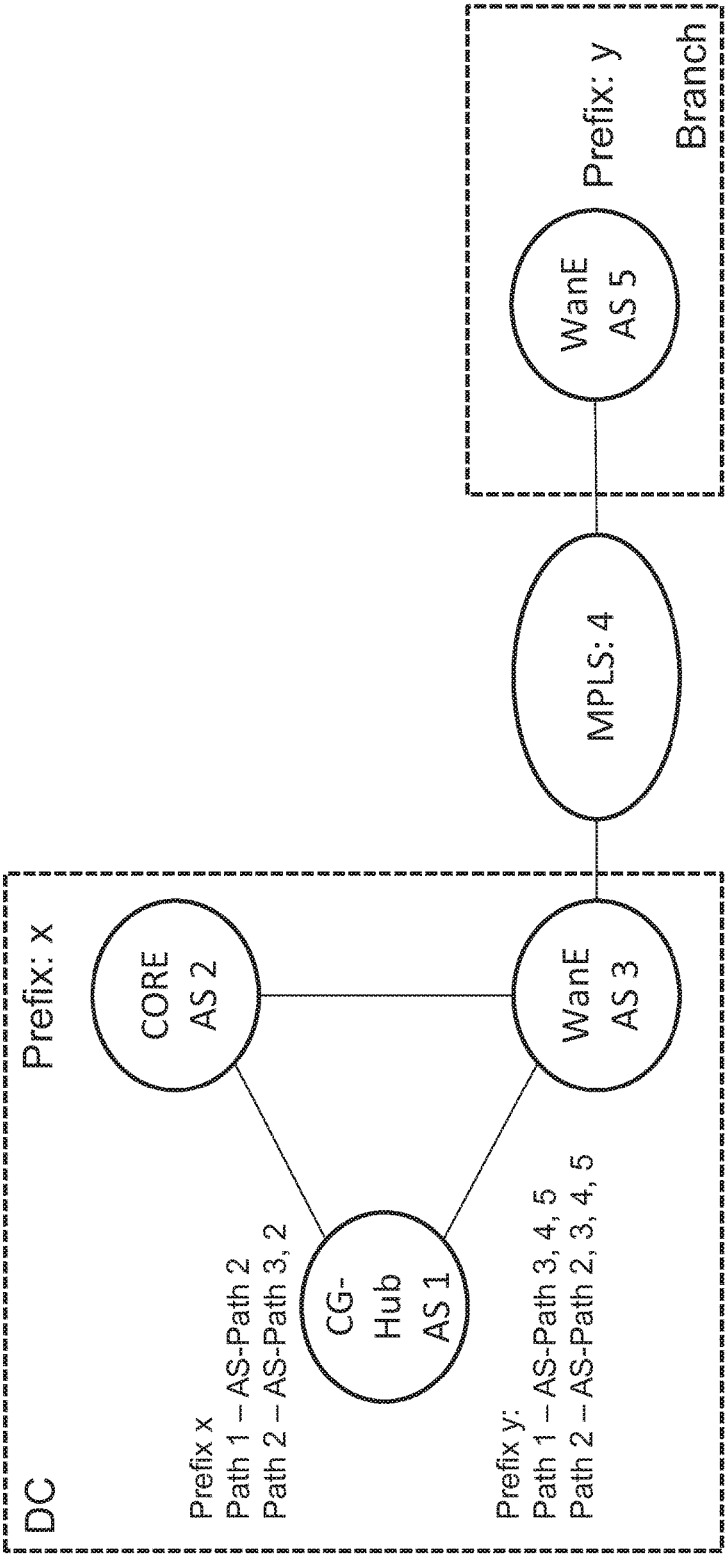 DC
Prefix: x
Prefix x
Path 1 – AS-Path 2
Path 2 – AS-Path 3, 2
CORE
AS 2
CG-
Hub
AS 1
Prefix y:
Path 1 – AS-Path 3, 4, 5
Path 2 – AS-Path 2, 3, 4, 5
WanE
AS 3
MPLS: 4
WanE
AS 5
Prefix: y
Branch